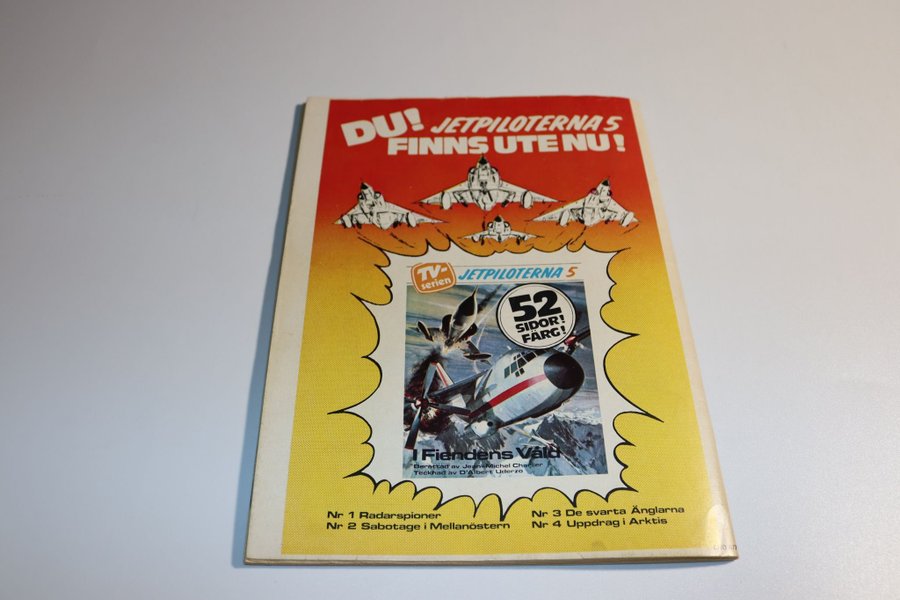 DU! JETPILOTERNA 5
FINNS UTE NU!
TV-serien
JETPILOTERNA 5
52
SIDOR!
FÄRG!
I Fiendens Våld
Berättad av Jean-Michel Charlier
Tecknad av D'Albert Uderzo
Nr 1 Radarspioner
Nr 2 Sabotage i Mellanöstern
Nr 3 De svarta Änglarna
Nr 4 Uppdrag i Arktis